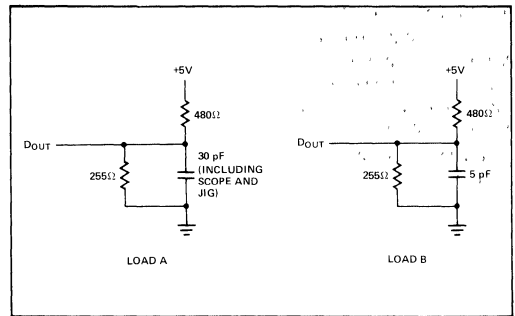 +5V
480Ω
DOUT
30 pF
(INCLUDING
SCOPE AND
JIG)
255Ω
LOAD A
+5V
480Ω
DOUT
5 pF
255Ω
LOAD B